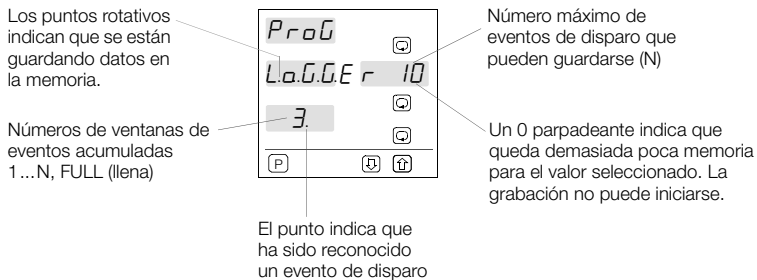 Los puntos rotativos
indican que se están
guardando datos en
la memoria.
Números de ventanas de
eventos acumuladas
1...N, FULL (llena)
ProG
L.o.G.G.E r 10
3.
P
El punto indica que
ha sido reconocido
un evento de disparo
Número máximo de
eventos de disparo que
pueden guardarse (N)
Un 0 parpadeante indica que
queda demasiada poca memoria
para el valor seleccionado. La
grabación no puede iniciarse.